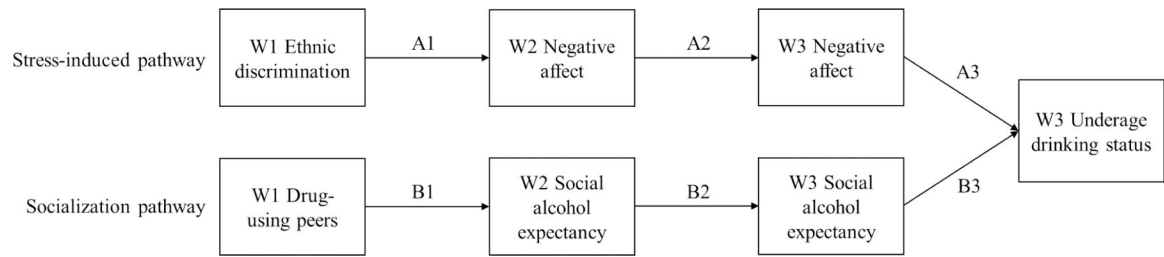 Stress-induced pathway
W1 Ethnic
discrimination
A1
W2 Negative
affect
A2
W3 Negative
affect
A3
W3 Underage
drinking status
Socialization pathway
W1 Drug-
using peers
B1
W2 Social
alcohol
expectancy
B2
W3 Social
alcohol
expectancy
B3